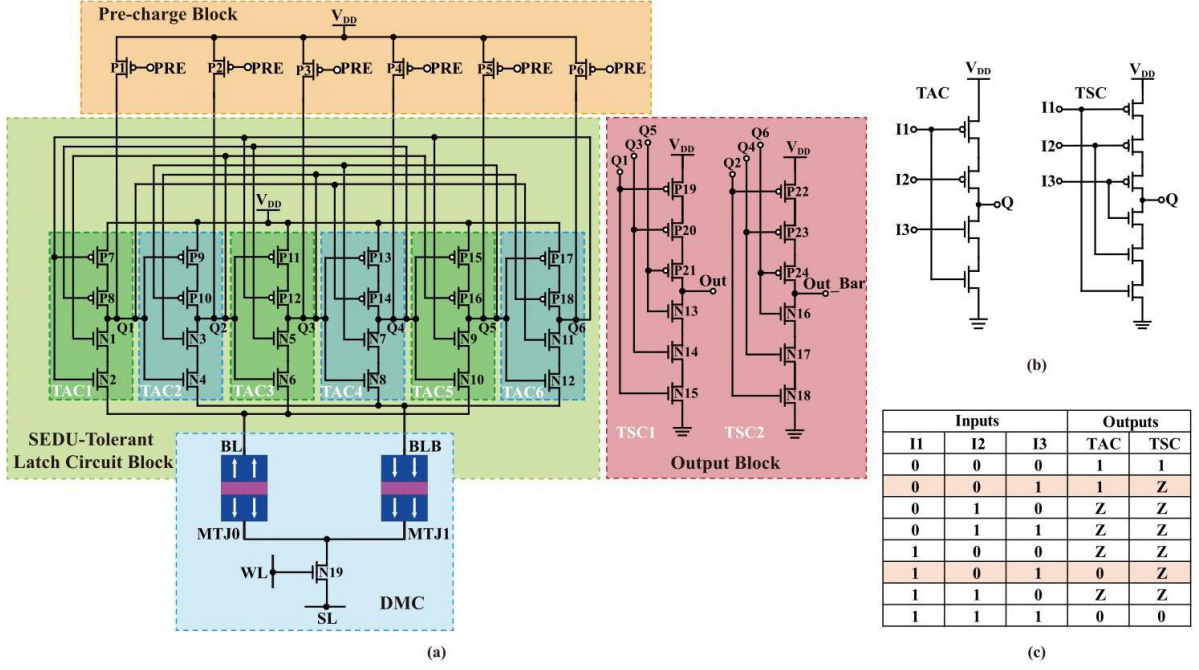 Pre-charge Block
V_DD
P1 PRE P2 PRE P3 PRE P4 PRE P5 PRE P6 PRE
V_DD
P7 P9 P11 P13 P15 P17
P8 P10 P12 P14 P16 P18
Q1 Q2 Q3 Q4 Q5 Q6
N1 N3 N5 N7 N9 N11
N2 N4 N6 N8 N10 N12
TAC1 TAC2 TAC3 TAC4 TAC5 TAC6
SEDU-Tolerant
Latch Circuit Block
BL BLB
MTJ0 MTJ1
WL N19
SL
DMC
Q5 Q6
Q3 Q4
Q1 Q2
V_DD V_DD
P19 P22
P20 P23
P21 P24
Out Out_Bar
N13 N16
N14 N17
N15 N18
TSC1 TSC2
Output Block
(a)
TAC TSC
V_DD V_DD
I1 I1
I2 I2
I3 I3
Q Q
(b)
Inputs Outputs
I1 I2 I3 TAC TSC
0 0 0 1 1
0 0 1 1 Z
0 1 0 Z Z
0 1 1 Z Z
1 0 0 Z Z
1 0 1 0 Z
1 1 0 Z Z
1 1 1 0 0
(c)